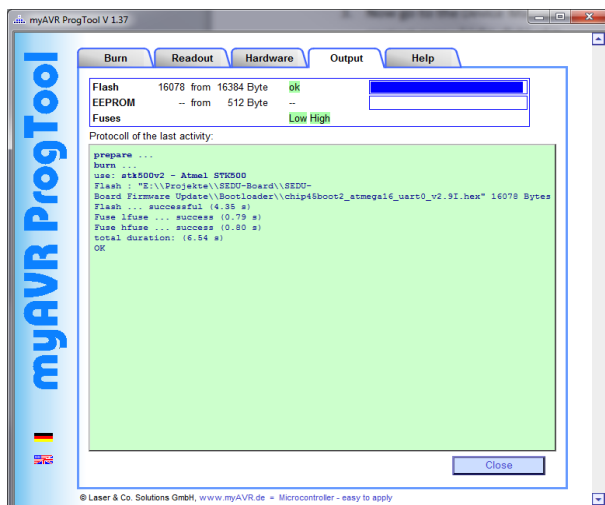 myAVR ProgTool V 1.37
Burn Readout Hardware Output Help
Flash 16078 from 16384 Byte ok
EEPROM -- from 512 Byte --
Fuses Low High
Protocoll of the last activity:
prepare ...
burn ...
use: stk500v2 - Atmel STK500
Flash : "E:\\Projekte\\SEDU-Board\\SEDU-
Board Firmware Update\\Bootloader\\chip45boot2_atmega16_uart0_v2.9I.hex" 16078 Bytes
Flash ... successful (4.35 s)
Fuse lfuse ... success (0.79 s)
Fuse hfuse ... success (0.80 s)
total duration: (6.54 s)
OK
myAVR ProgTool
Close
© Laser & Co. Solutions GmbH, www.myAVR.de = Microcontroller - easy to apply